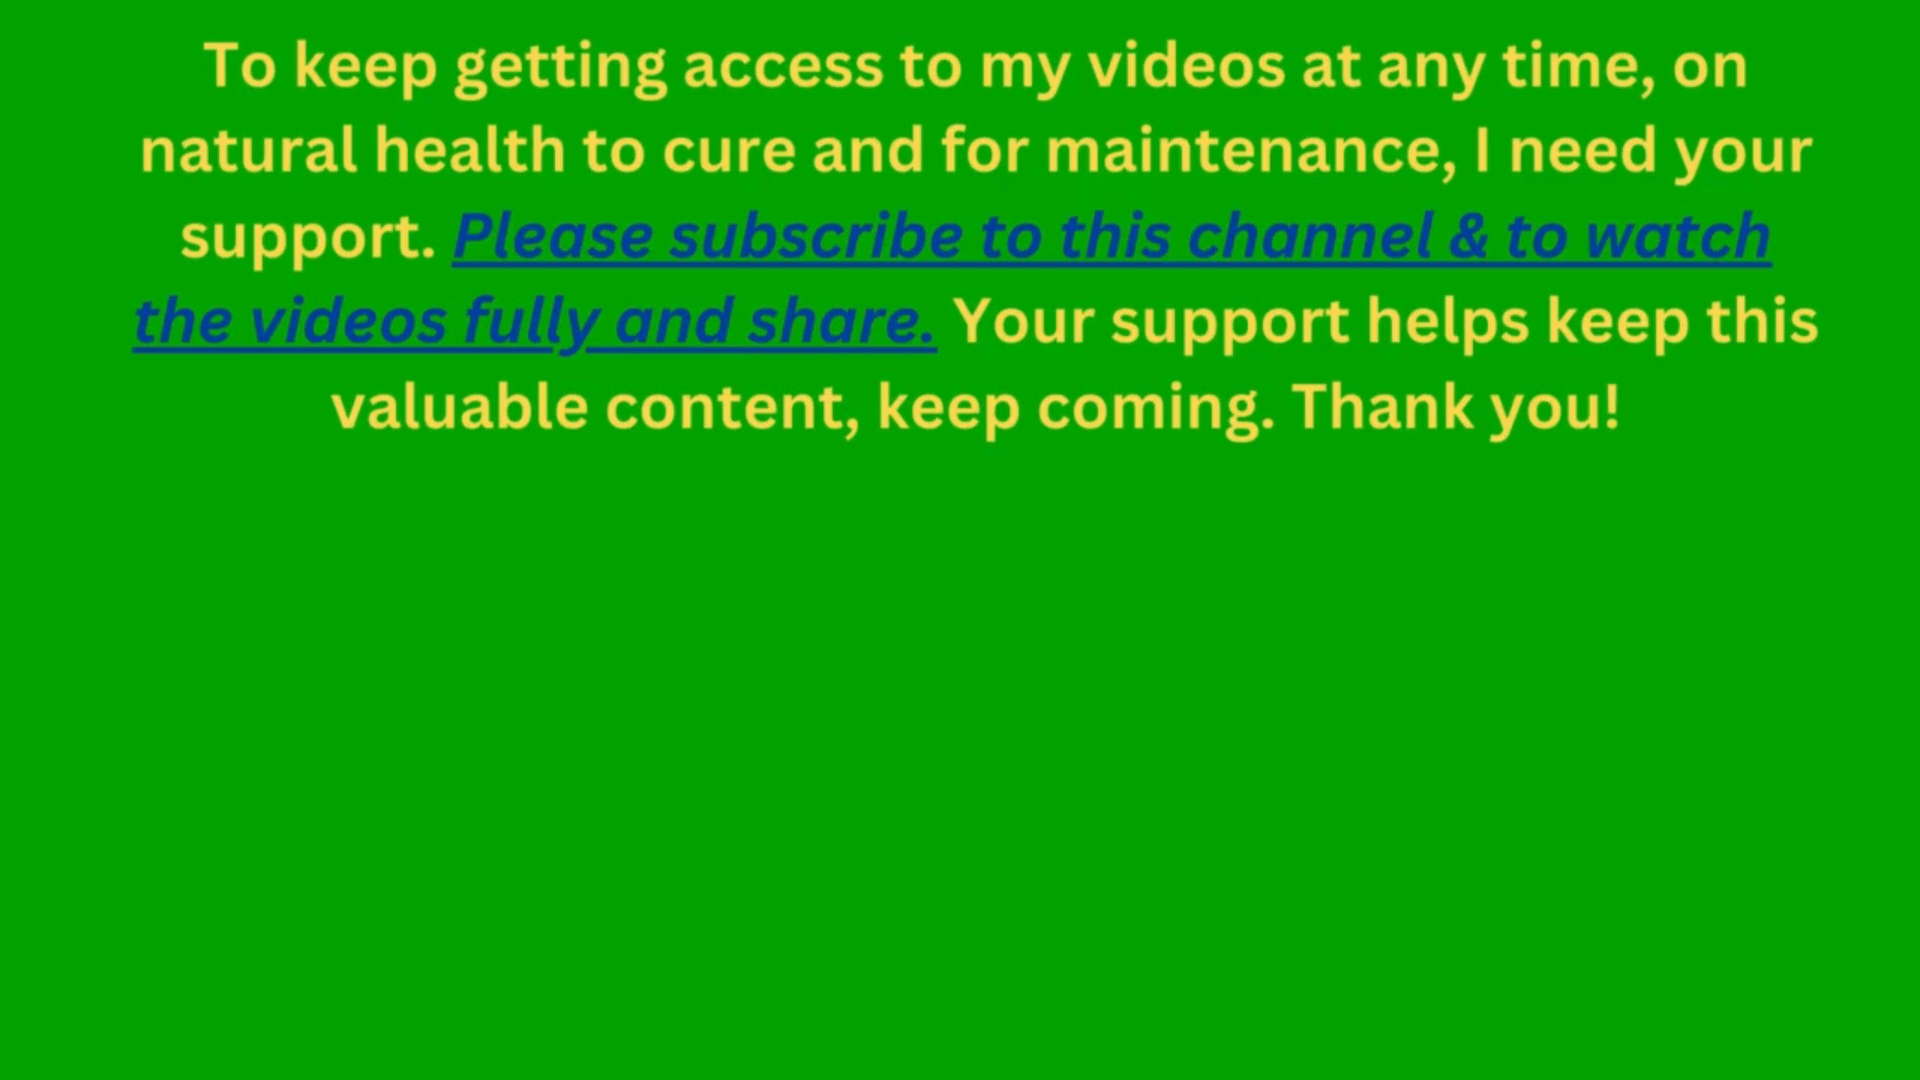 To keep getting access to my videos at any time, on
natural health to cure and for maintenance, I need your
support. Please subscribe to this channel & to watch
the videos fully and share. Your support helps keep this
valuable content, keep coming. Thank you!